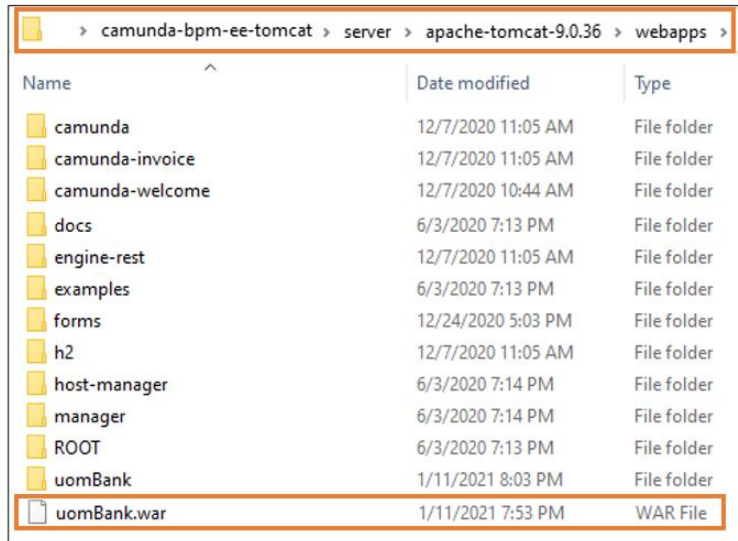 > camunda-bpm-ee-tomcat > server > apache-tomcat-9.0.36 > webapps >
Name Date modified Type
camunda 12/7/2020 11:05 AM File folder
camunda-invoice 12/7/2020 11:05 AM File folder
camunda-welcome 12/7/2020 10:44 AM File folder
docs 6/3/2020 7:13 PM File folder
engine-rest 12/7/2020 11:05 AM File folder
examples 6/3/2020 7:13 PM File folder
forms 12/24/2020 5:03 PM File folder
h2 12/7/2020 11:05 AM File folder
host-manager 6/3/2020 7:14 PM File folder
manager 6/3/2020 7:14 PM File folder
ROOT 6/3/2020 7:13 PM File folder
uomBank 1/11/2021 8:03 PM File folder
uomBank.war 1/11/2021 7:53 PM WAR File